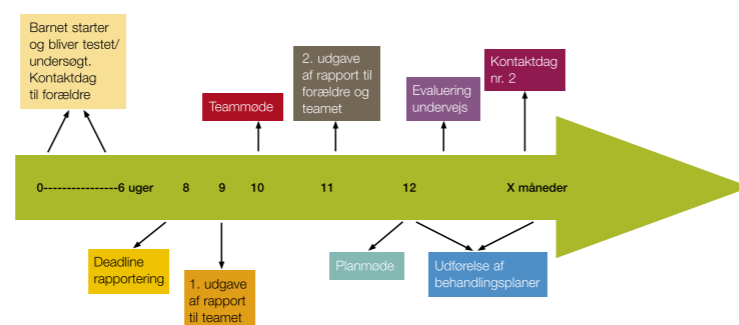 Barnet starter
og bliver testet/
undersøgt.
Kontaktdag
til forældre
Teammøde
2. udgave
af rapport til
forældre og
teamet
Evaluering
undervejs
Kontaktdag
nr. 2
0----------------6 uger 8 9 10 11 12 X måneder
Deadline
rapportering
1. udgave
af rapport
til teamet
Planmøde
Udførelse af
behandlingsplaner